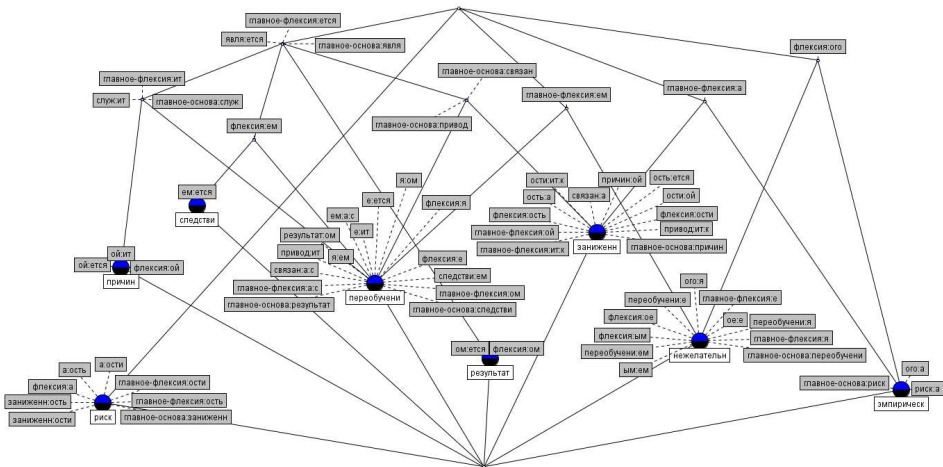 главное-флексия:ется
явля:ется
главное-основа:явля
флексия:ого
главное-основа:связан
главное-флексия:ит
служ:ит
главное-основа:служ
главное-флексия:ем
главное-флексия:а
флексия:ем
главное-основа:привод
ем:ется
следстви
я:ом
е:ется
флексия:я
ем:а:с
е:ит
результат:ом
привод:ит
я:ем
флексия:е
связан:а:с
следстви:ем
главное-флексия:а:с
главное-флексия:ом
главное-основа:результат
главное-основа:следстви
переобучени
ости:ит:к
причин:ой
ость:ется
ость:а
связан:а
ости:ой
флексия:ость
флексия:ости
главное-флексия:ой
привод:ит:к
главное-флексия:ит:к
главное-основа:причин
заниженн
ой:ит
ой:ется
флексия:ой
причин
ого:я
переобучени:е
главное-флексия:е
флексия:ое
ое:е
переобучени:я
флексия:ым
главное-флексия:я
переобучени:ем
главное-основа:переобучени
ым:ем
нежелательн
ом:ется
флексия:ом
результат
а:ость
а:ости
флексия:а
главное-флексия:ости
заниженн:ость
главное-флексия:ость
заниженн:ости
главное-основа:заниженн
риск
ого:а
главное-основа:риск
риск:а
эмпирическ